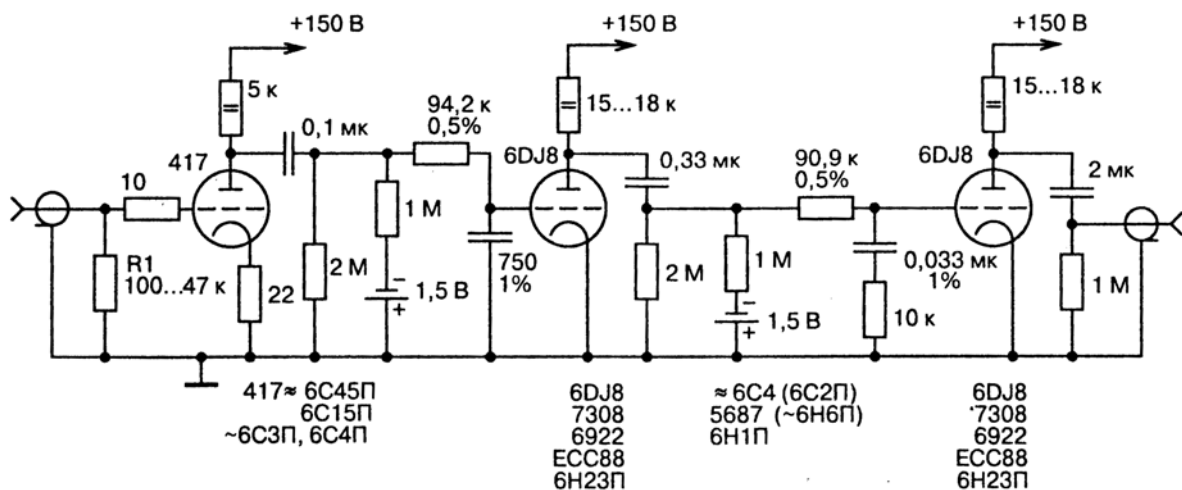 +150 В
+150 В
+150 В
5 к
15...18 к
15...18 к
94,2 к
0,5%
0,1 мк
417
6DJ8
0,33 мк
90,9 к
0,5%
6DJ8
2 мк
10
1 М
R1
100...47 к
22
2 М
1,5 В
750
1%
2 М
1 М
1,5 В
0,033 мк
1%
10 к
1 М
417 ≈ 6С45П
6С15П
~6С3П, 6С4П
6DJ8
7308
6922
ECC88
6Н23П
≈ 6С4 (6С2П)
5687 (~6Н6П)
6Н1П
6DJ8
7308
6922
ECC88
6Н23П